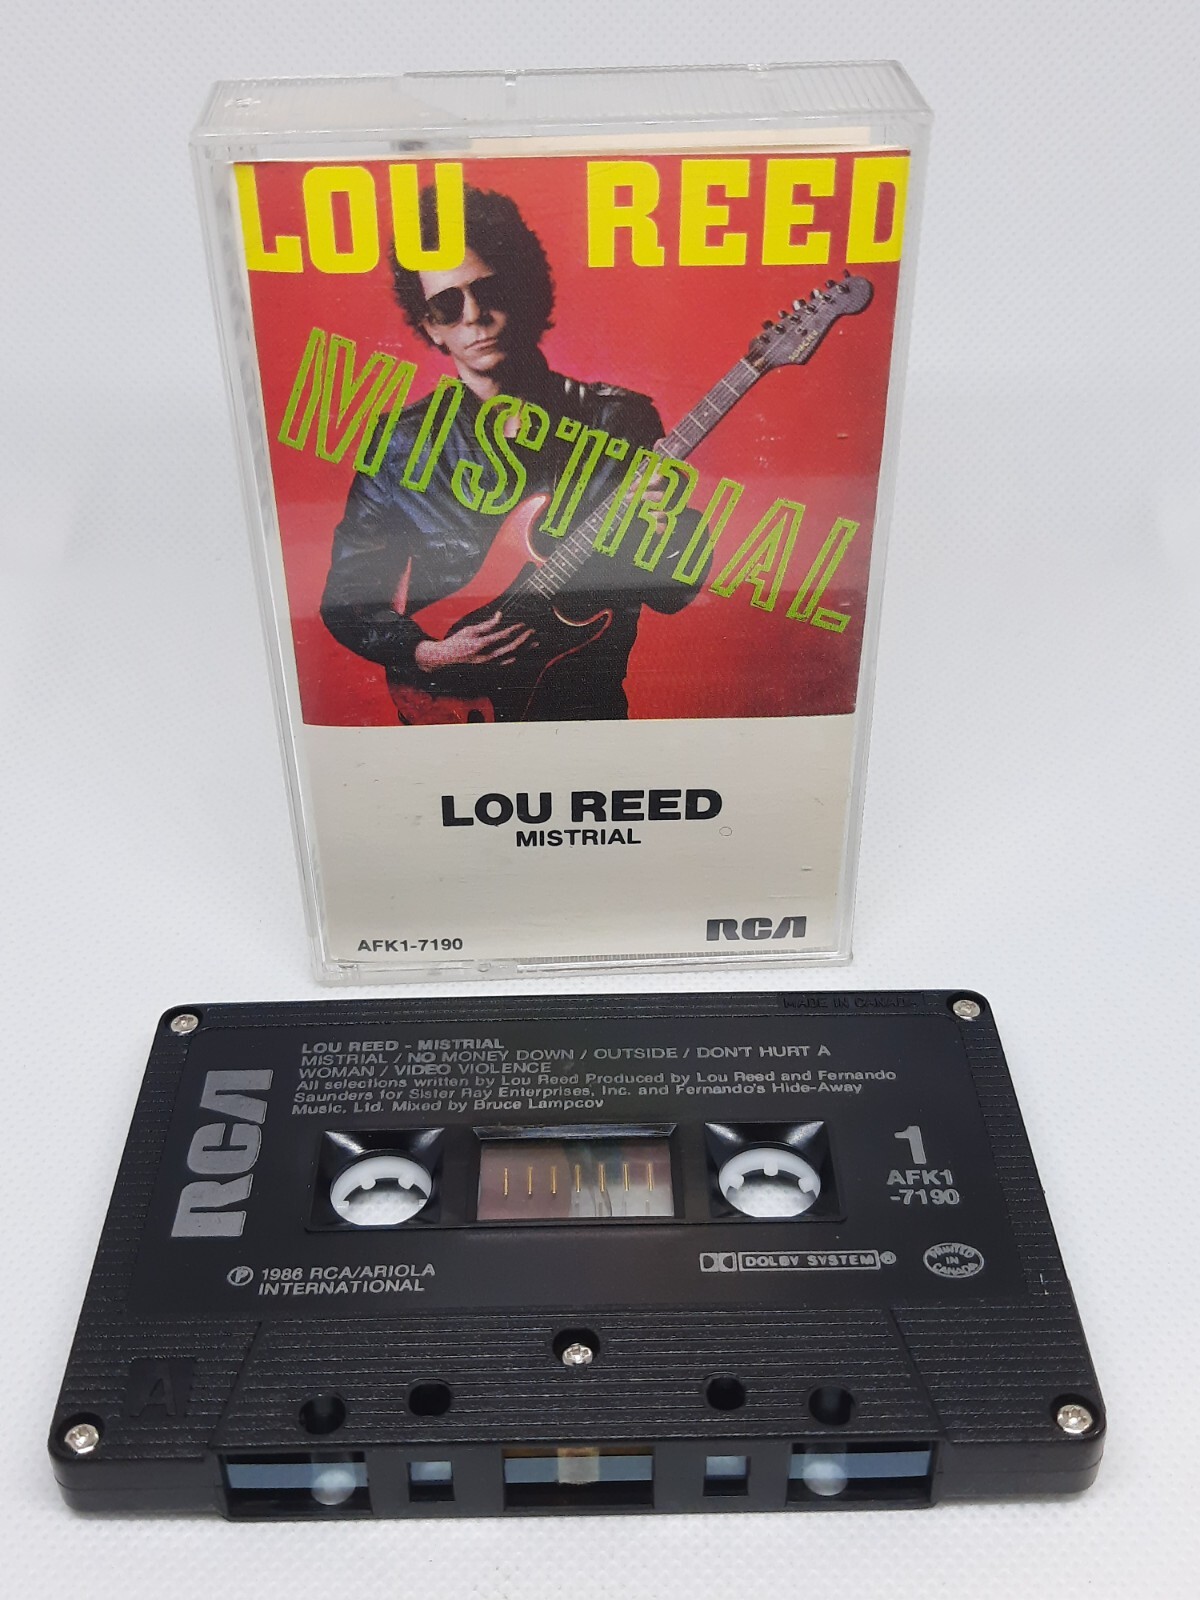 LOU REED
MISTRIAL
LOU REED
MISTRIAL
AFK1-7190
RCA
MADE IN CANADA
LOU REED - MISTRIAL
MISTRIAL / NO MONEY DOWN / OUTSIDE / DON'T HURT A
WOMAN / VIDEO VIOLENCE
All selections written by Lou Reed Produced by Lou Reed and Fernando
Saunders for Sister Ray Enterprises, Inc. and Fernando's Hide-Away
Music, Ltd. Mixed by Bruce Lampcov
RCA
1
AFK1
-7190
℗ 1986 RCA/ARIOLA
INTERNATIONAL
DOLBY SYSTEM®
PRINTED
IN
CANADA
A